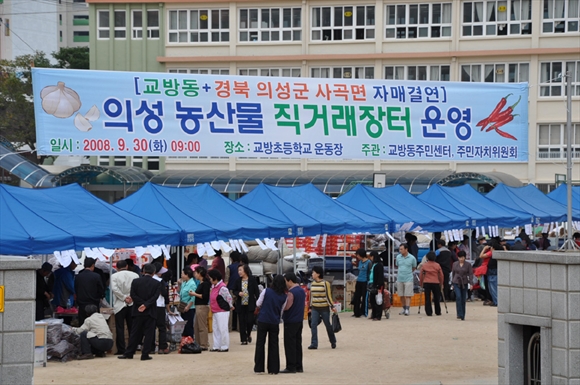 [교방동+경북 의성군 사곡면 자매결연]
의성 농산물 직거래장터 운영
일시 : 2008. 9. 30(화) 09:00 장소 : 교방초등학교 운동장 주관 : 교방동주민센터, 주민자치위원회